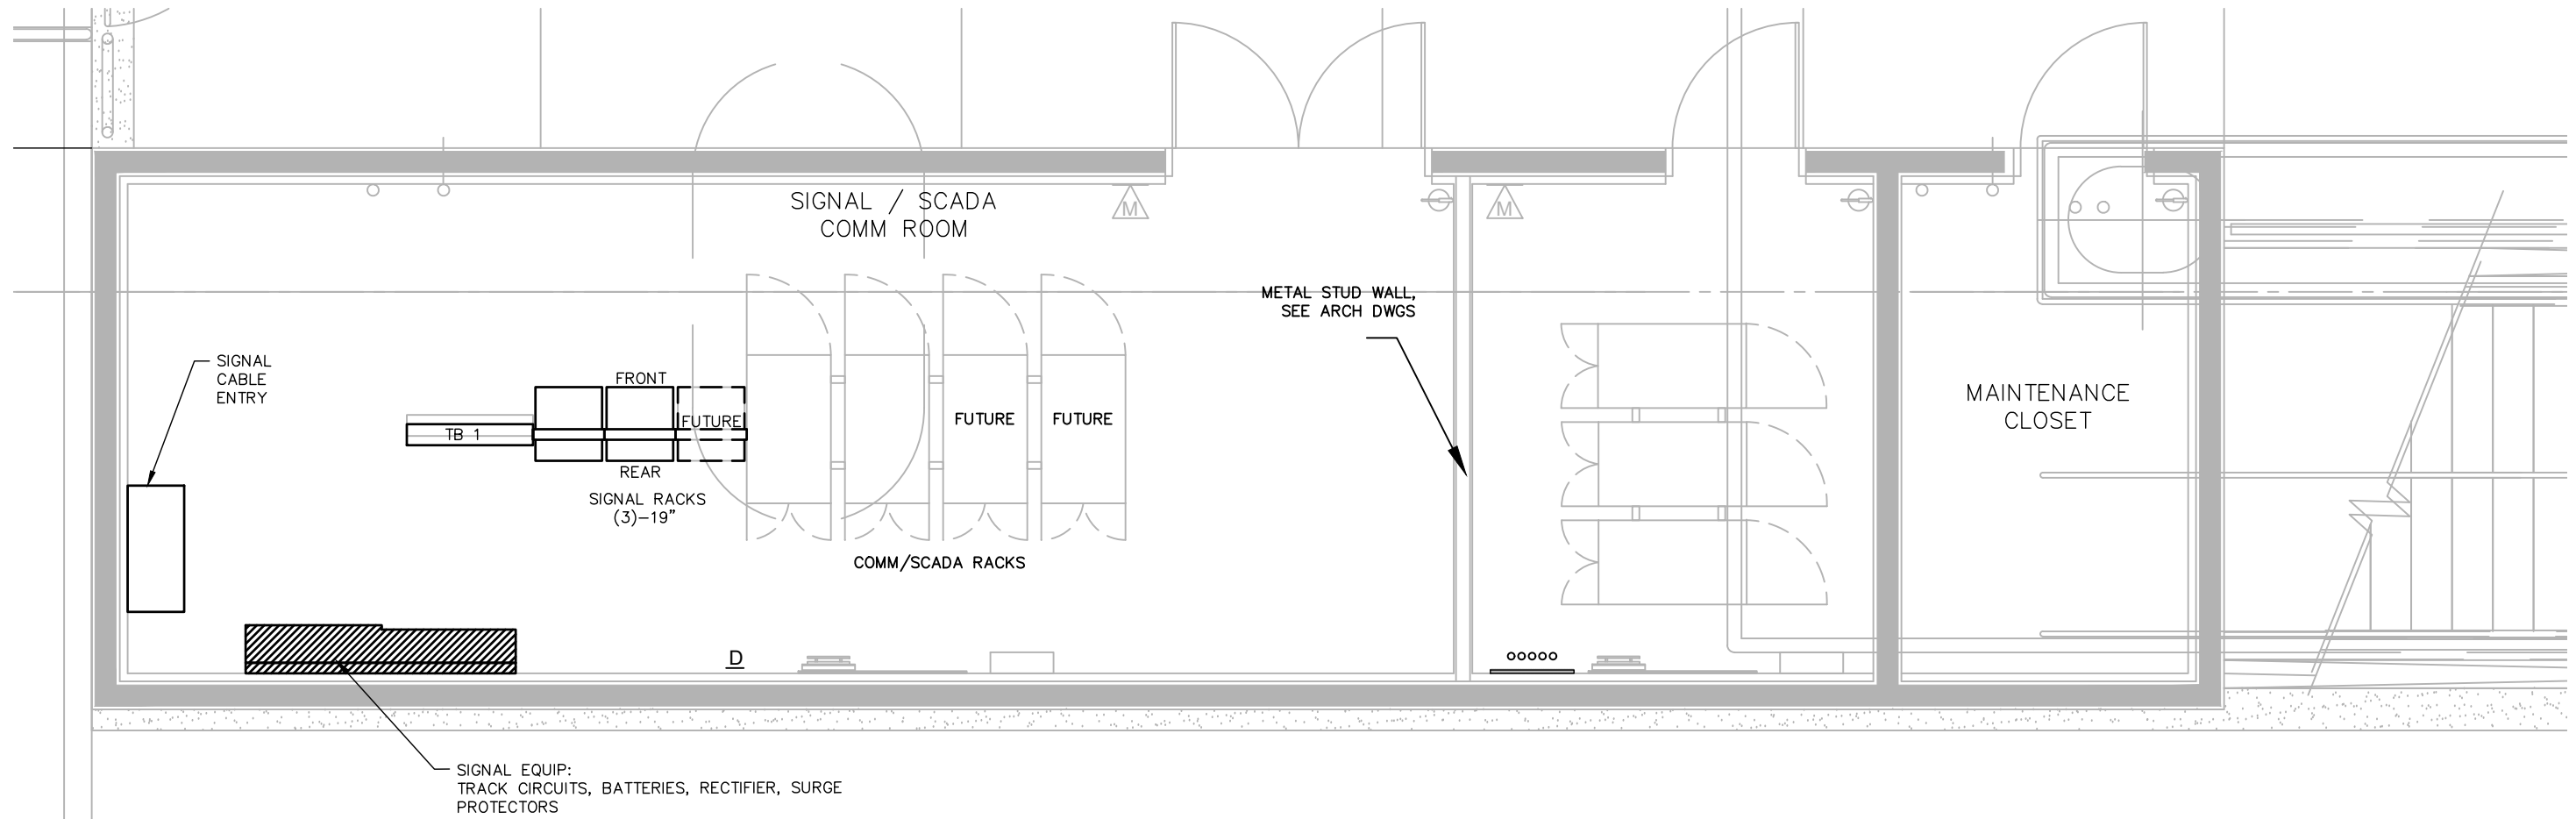 SIGNAL / SCADA
COMM ROOM
M
M
METAL STUD WALL,
SEE ARCH DWGS
SIGNAL
CABLE
ENTRY
FRONT
FUTURE
TB 1
REAR
SIGNAL RACKS
(3)-19"
FUTURE
FUTURE
COMM/SCADA RACKS
MAINTENANCE
CLOSET
D
SIGNAL EQUIP:
TRACK CIRCUITS, BATTERIES, RECTIFIER, SURGE
PROTECTORS